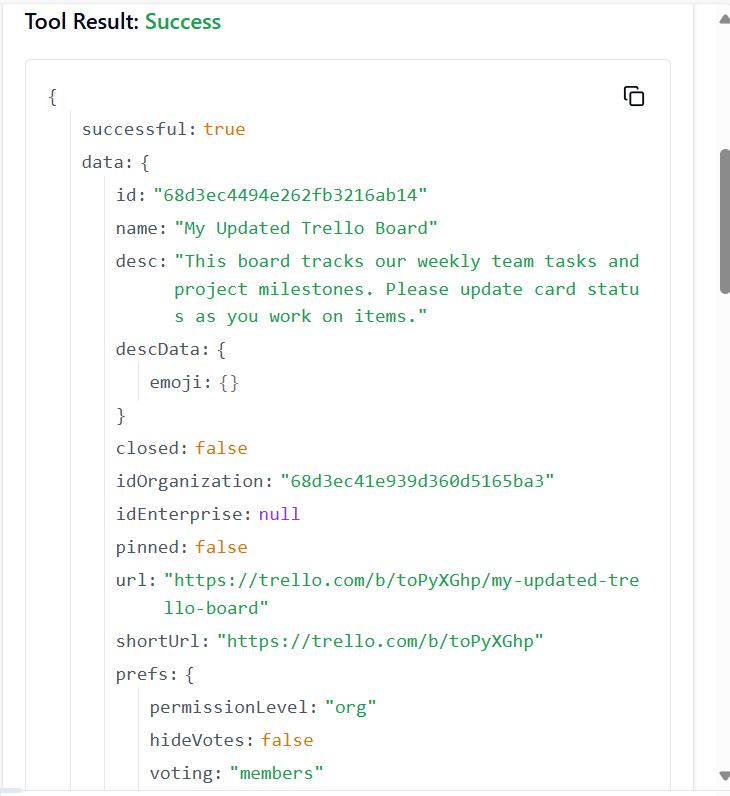 Tool Result: Success
{
successful: true
data: {
id: "68d3ec4494e262fb3216ab14"
name: "My Updated Trello Board"
desc: "This board tracks our weekly team tasks and
project milestones. Please update card statu
s as you work on items."
descData: {
emoji: {}
}
closed: false
idOrganization: "68d3ec41e939d360d5165ba3"
idEnterprise: null
pinned: false
url: "https://trello.com/b/toPyXGhp/my-updated-tre
llo-board"
shortUrl: "https://trello.com/b/toPyXGhp"
prefs: {
permissionLevel: "org"
hideVotes: false
voting: "members"